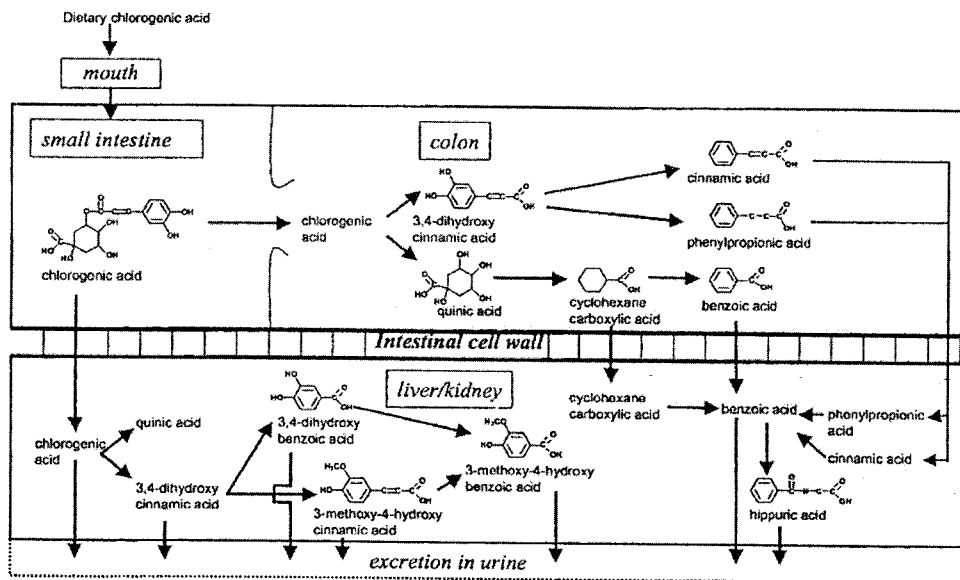 Dietary chlorogenic acid
mouth
small intestine
colon
chlorogenic acid
chlorogenic
acid
3,4-dihydroxy
cinnamic acid
quinic acid
cinnamic acid
phenylpropionic acid
cyclohexane
carboxylic acid
benzoic acid
Intestinal cell wall
liver/kidney
chlorogenic
acid
quinic acid
3,4-dihydroxy
cinnamic acid
3,4-dihydroxy
benzoic acid
3-methoxy-4-hydroxy
cinnamic acid
3-methoxy-4-hydroxy
benzoic acid
cyclohexane
carboxylic acid
benzoic acid
phenylpropionic
acid
cinnamic acid
hippuric acid
excretion in urine